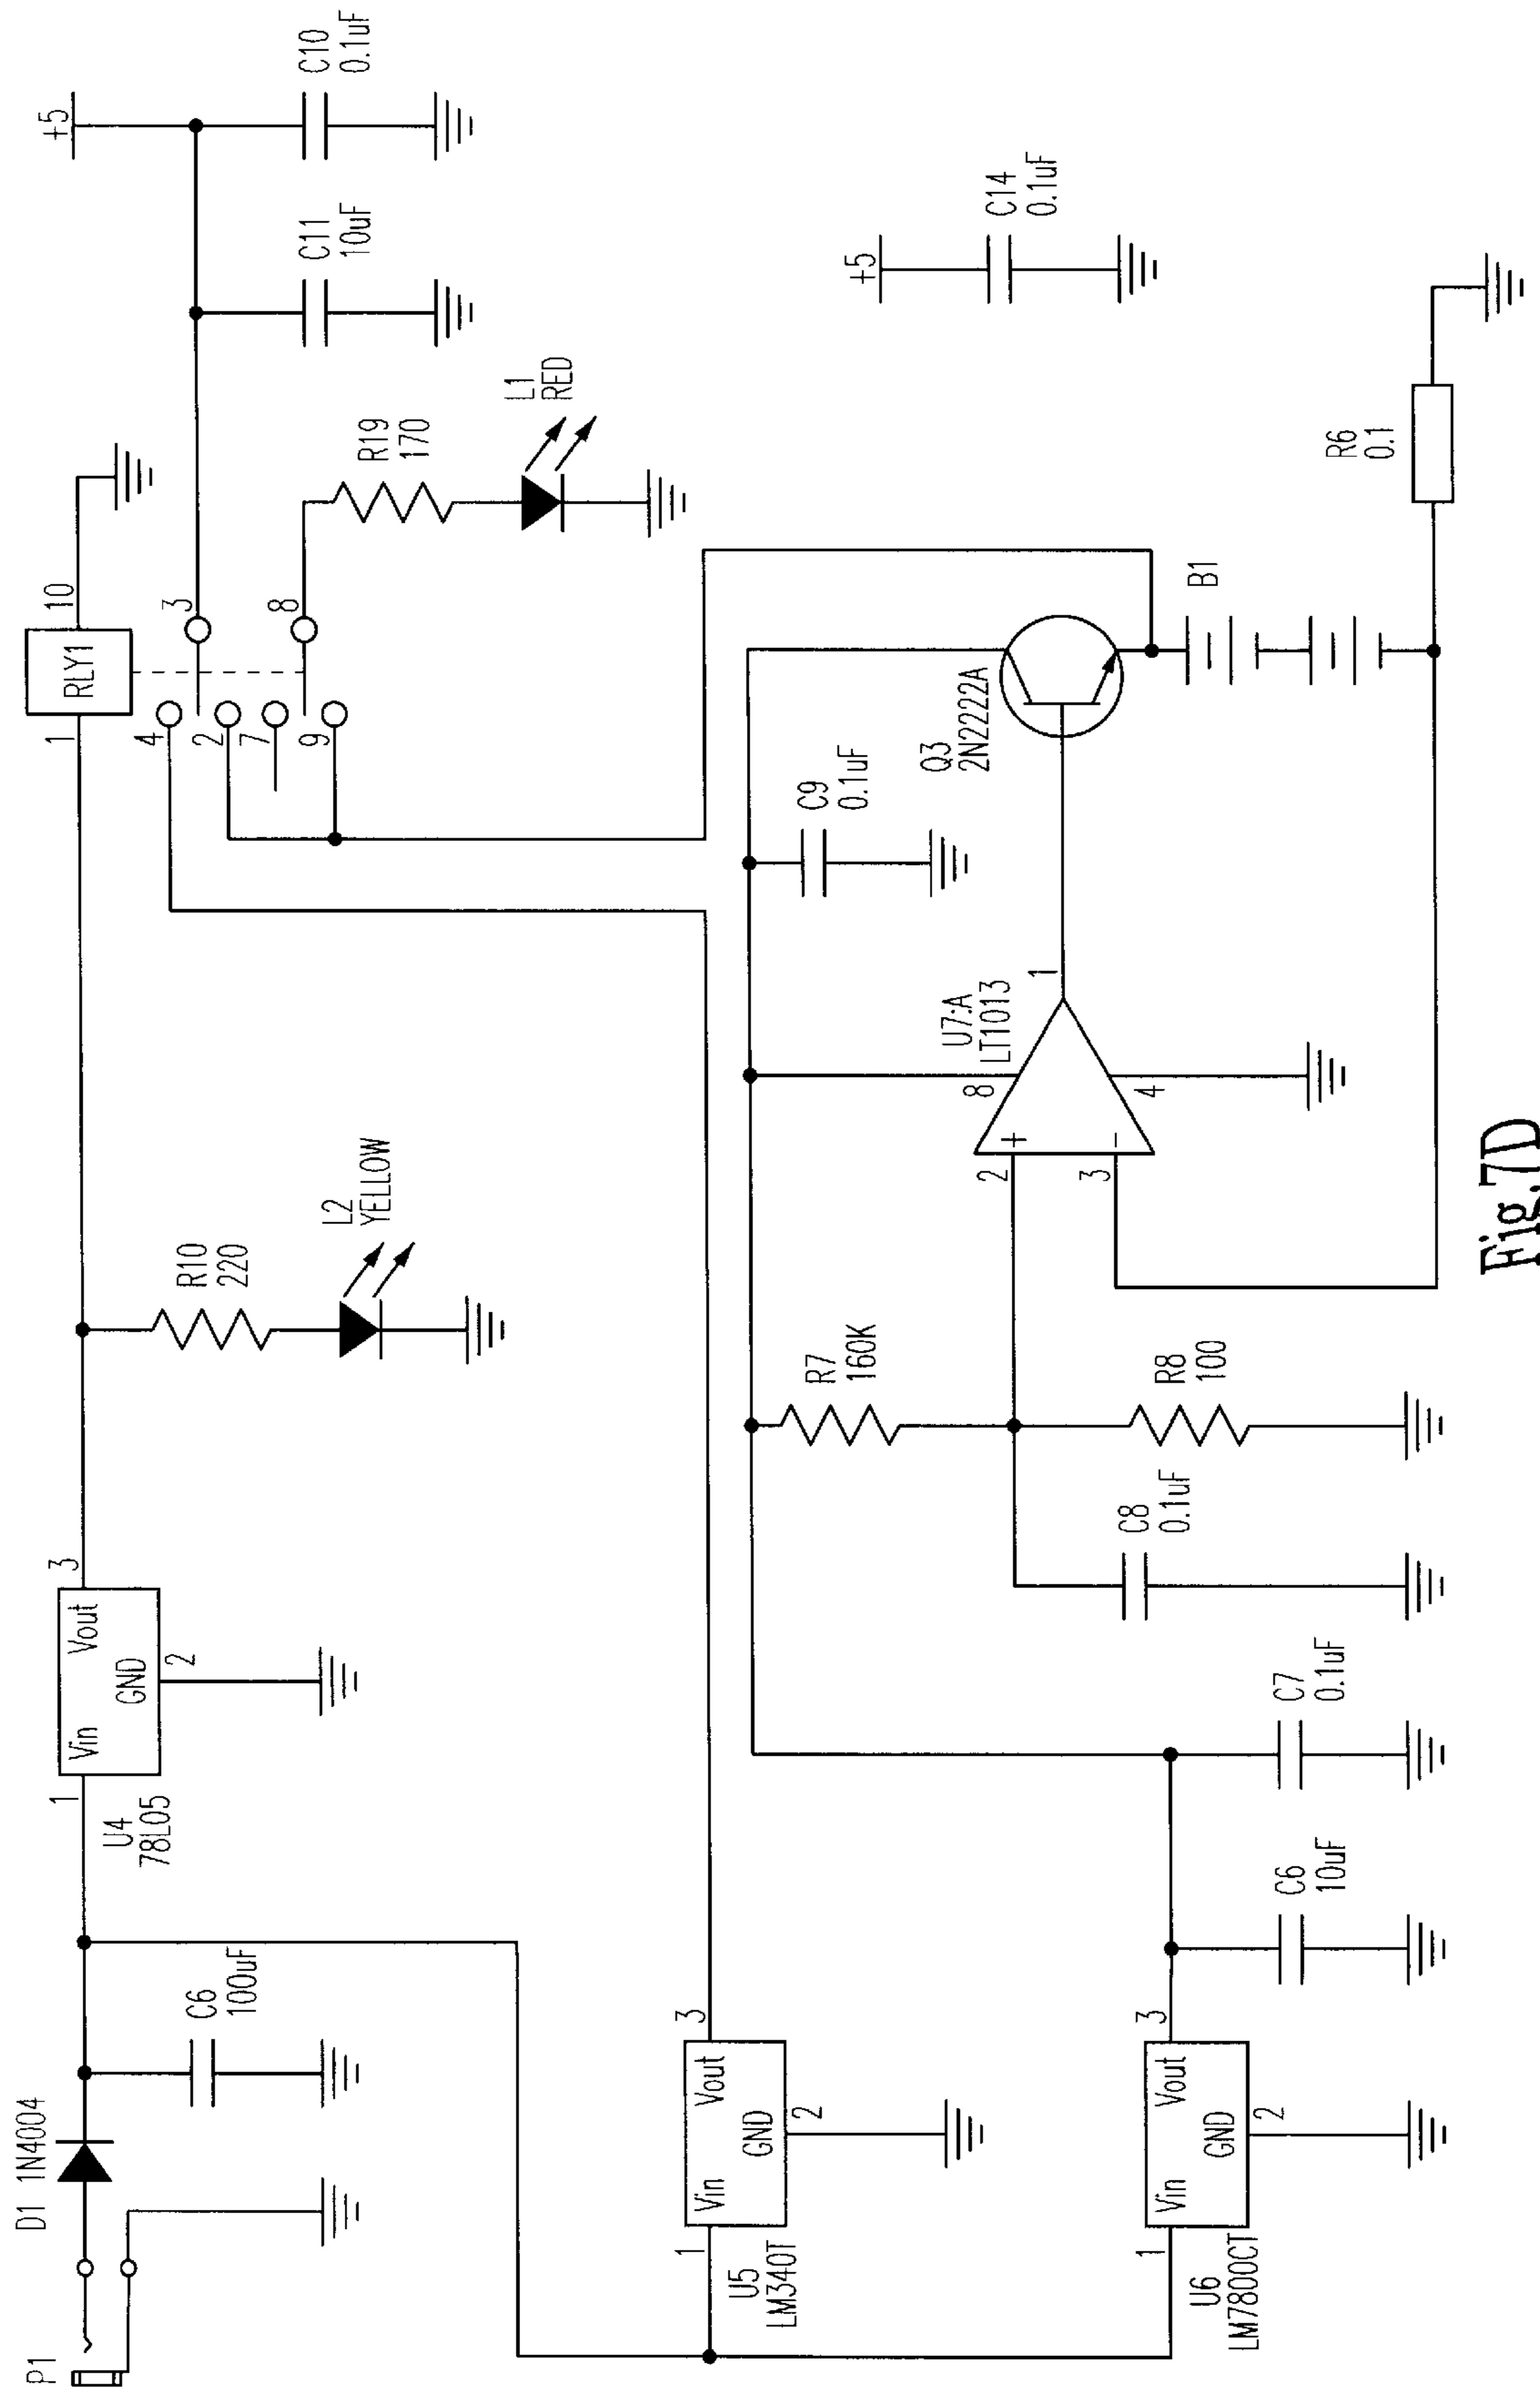 P1
D1 1N4004
C6
100uF
1
U4
78L05
Vin
Vout
GND
2
3
R10
220
L2
YELLOW
1
RLY1
10
4
2
7
9
3
8
R19
170
L1
RED
C11
10uF
+5
C10
0.1uF
+5
C14
0.1uF
1
U5
LM340T
Vin
Vout
GND
2
3
1
U6
LM7800CT
Vin
Vout
GND
2
3
C6
10uF
C7
0.1uF
C8
0.1uF
R7
160K
R8
100
2
3
+
-
8
4
U7:A
LT1013
1
C9
0.1uF
Q3
2N2222A
B1
R6
0.1
Fig.7D